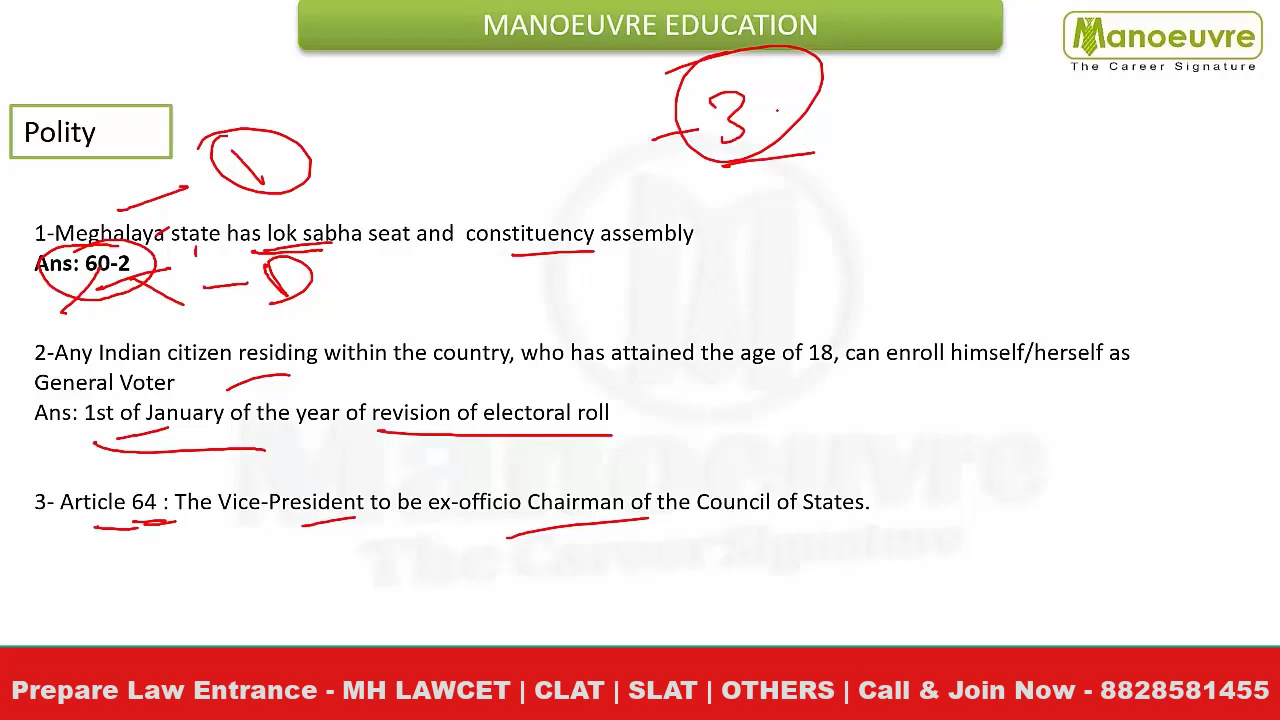 MANOEUVRE EDUCATION
Manoeuvre
The Career Signature
3
Polity
1-Meghalaya state has lok sabha seat and constituency assembly
Ans: 60-2
2-Any Indian citizen residing within the country, who has attained the age of 18, can enroll himself/herself as
General Voter
Ans: 1st of January of the year of revision of electoral roll
3- Article 64 : The Vice-President to be ex-officio Chairman of the Council of States.
Manoeuvre
The Career Signature
Prepare Law Entrance - MH LAWCET | CLAT | SLAT | OTHERS | Call & Join Now - 8828581455